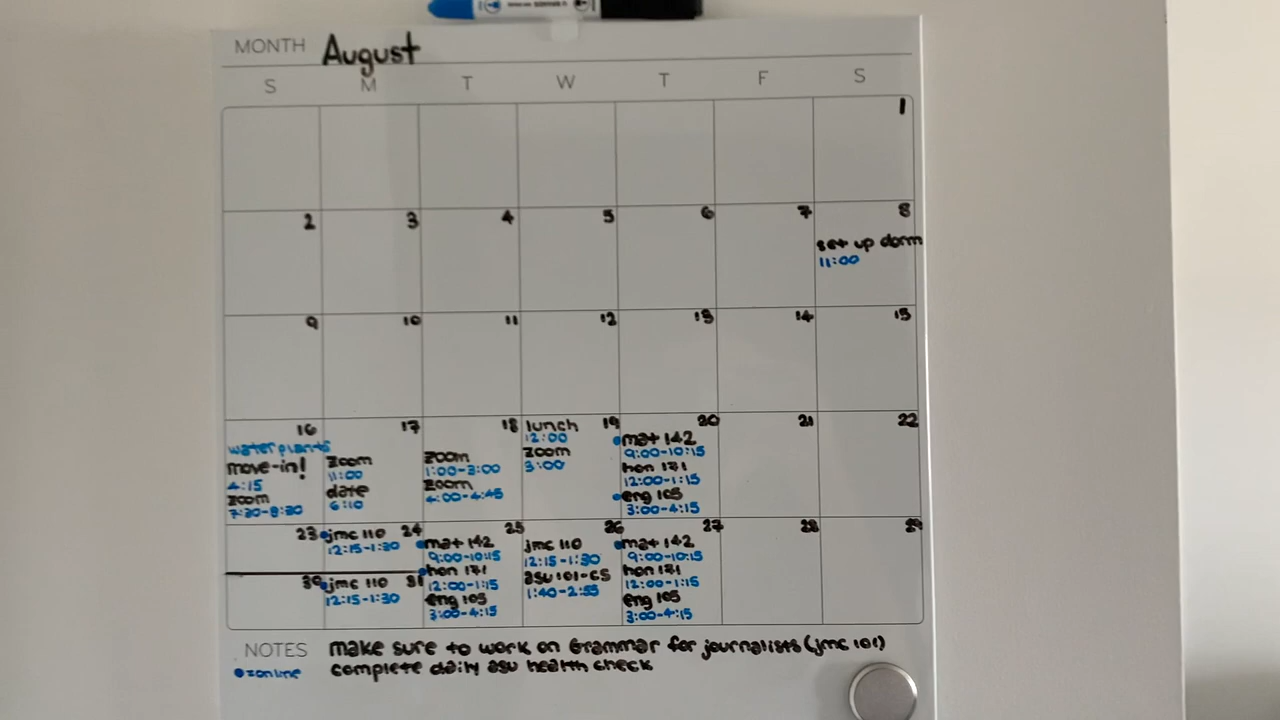 MONTH August
S M T W T F S
1
2 3 4 5 6 7 8
set up dorm
11:00
9 10 11 12 13 14 15
16
water plants
move-in!
4:15
zoom
7:30-8:30
17
zoom
11:00
date
6:10
18
zoom
1:00-3:00
zoom
4:00-4:45
19
lunch
12:00
zoom
3:00
20
mat 142
9:00-10:15
hon 171
12:00-1:15
eng 105
3:00-4:15
21
22
23
24
jmc 110
12:15-1:30
25
mat 142
9:00-10:15
hon 171
12:00-1:15
eng 105
3:00-4:15
26
jmc 110
12:15-1:30
asu 101-CS
1:40-2:55
27
mat 142
9:00-10:15
hon 171
12:00-1:15
eng 105
3:00-4:15
28
29
30
31
jmc 110
12:15-1:30
NOTES make sure to work on Grammar for journalists (jmc 101)
=online complete daily asu health check